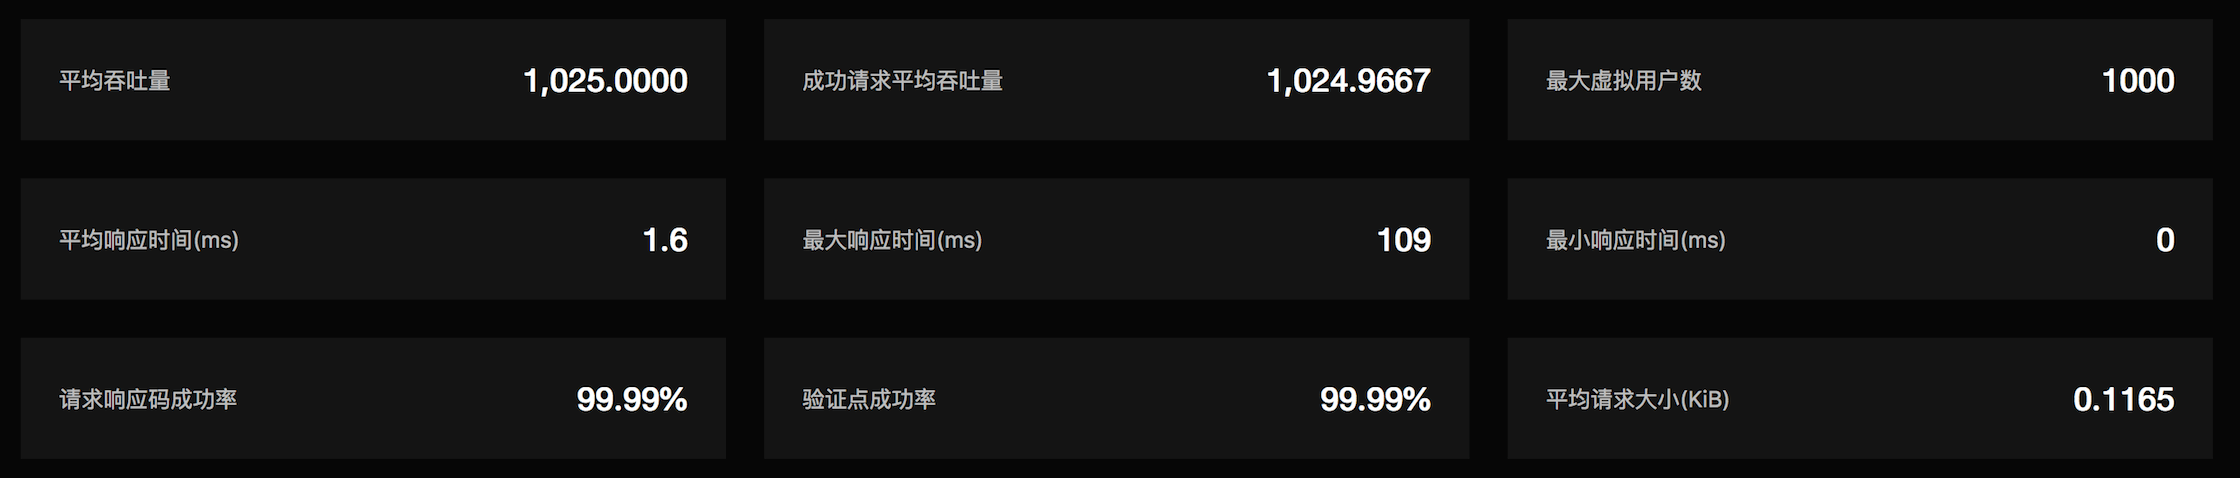 平均吞吐量 1,025.0000 成功请求平均吞吐量 1,024.9667 最大虚拟用户数 1000
平均响应时间(ms) 1.6 最大响应时间(ms) 109 最小响应时间(ms) 0
请求响应码成功率 99.99% 验证点成功率 99.99% 平均请求大小(KiB) 0.1165